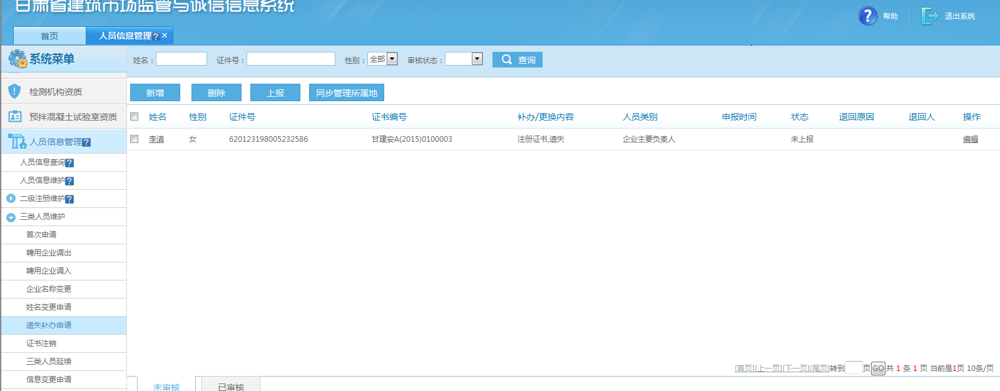 甘肃省建筑市场监管与诚信信息系统
帮助
退出系统
首页
人员信息管理?
系统菜单
姓名：
证件号：
性别：
全部
审核状态：
查询
检测机构资质
预拌混凝土试验室资质
人员信息管理?
人员信息查询?
人员信息维护?
二级注册维护?
三类人员维护
首次申请
聘用企业调出
聘用企业调入
企业名称变更
姓名变更申请
遗失补办申请
证书注销
三类人员延续
信息变更申请
新增 删除 上报 同步管理所属地
姓名 性别 证件号 证书编号 补办/更换内容 人员类别 申报时间 状态 退回原因 退回人 操作
李清 女 620123198005232586 甘建安A(2015)0100003 注册证书,遗失 企业主要负责人 未上报 编辑
[首页][上一页][下一页][尾页]转到 页 GO 共 1 条 1 页 当前是1页 10条/页
未审核 已审核